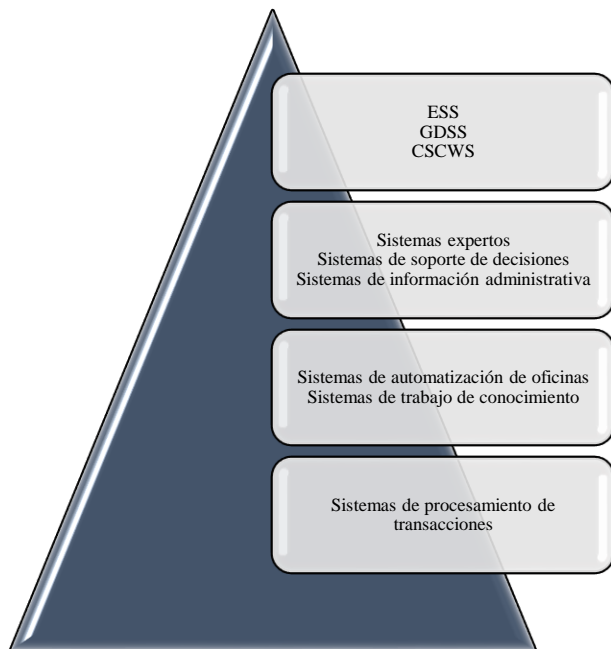 ESS
GDSS
CSCWS
Sistemas expertos
Sistemas de soporte de decisiones
Sistemas de información administrativa
Sistemas de automatización de oficinas
Sistemas de trabajo de conocimiento
Sistemas de procesamiento de
transacciones